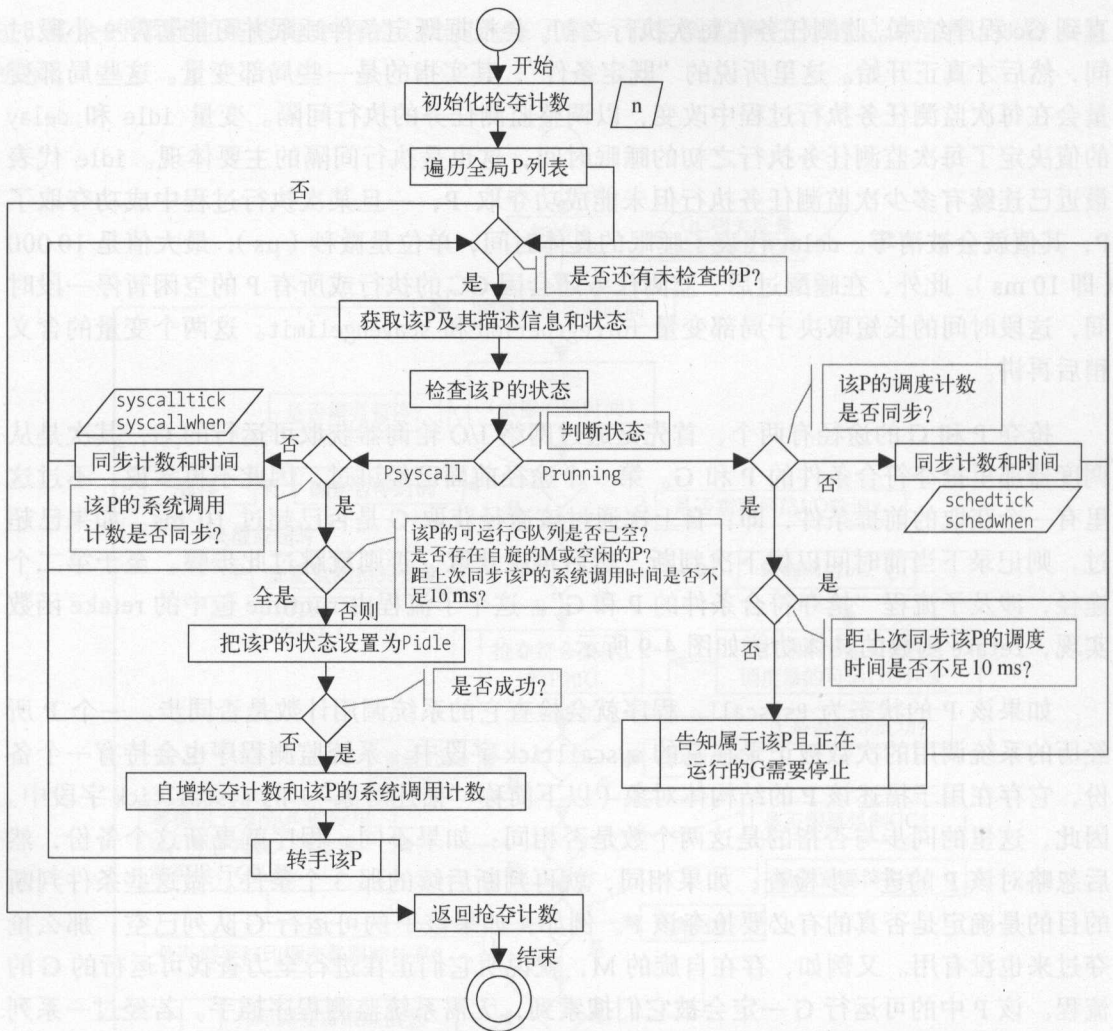 开始
初始化抢夺计数
n
遍历全局P列表
否
是
是否还有未检查的P?
获取该P及其描述信息和状态
检查该P的状态
判断状态
syscalltick
syscallwhen
同步计数和时间
否
Psyscall
Prunning
该P的调度计数
是否同步?
同步计数和时间
否
schedtick
schedwhen
该P的系统调用
计数是否同步?
是
该P的可运行G队列是否已空?
是否存在自旋的M或空闲的P?
距上次同步该P的系统调用时间是否不
足10 ms?
是
全是
否则
是
把该P的状态设置为Pidle
否
距上次同步该P的调度
时间是否不足10 ms?
是否成功?
否
是
告知属于该P且正在
运行的G需要停止
自增抢夺计数和该P的系统调用计数
转手该P
返回抢夺计数
结束